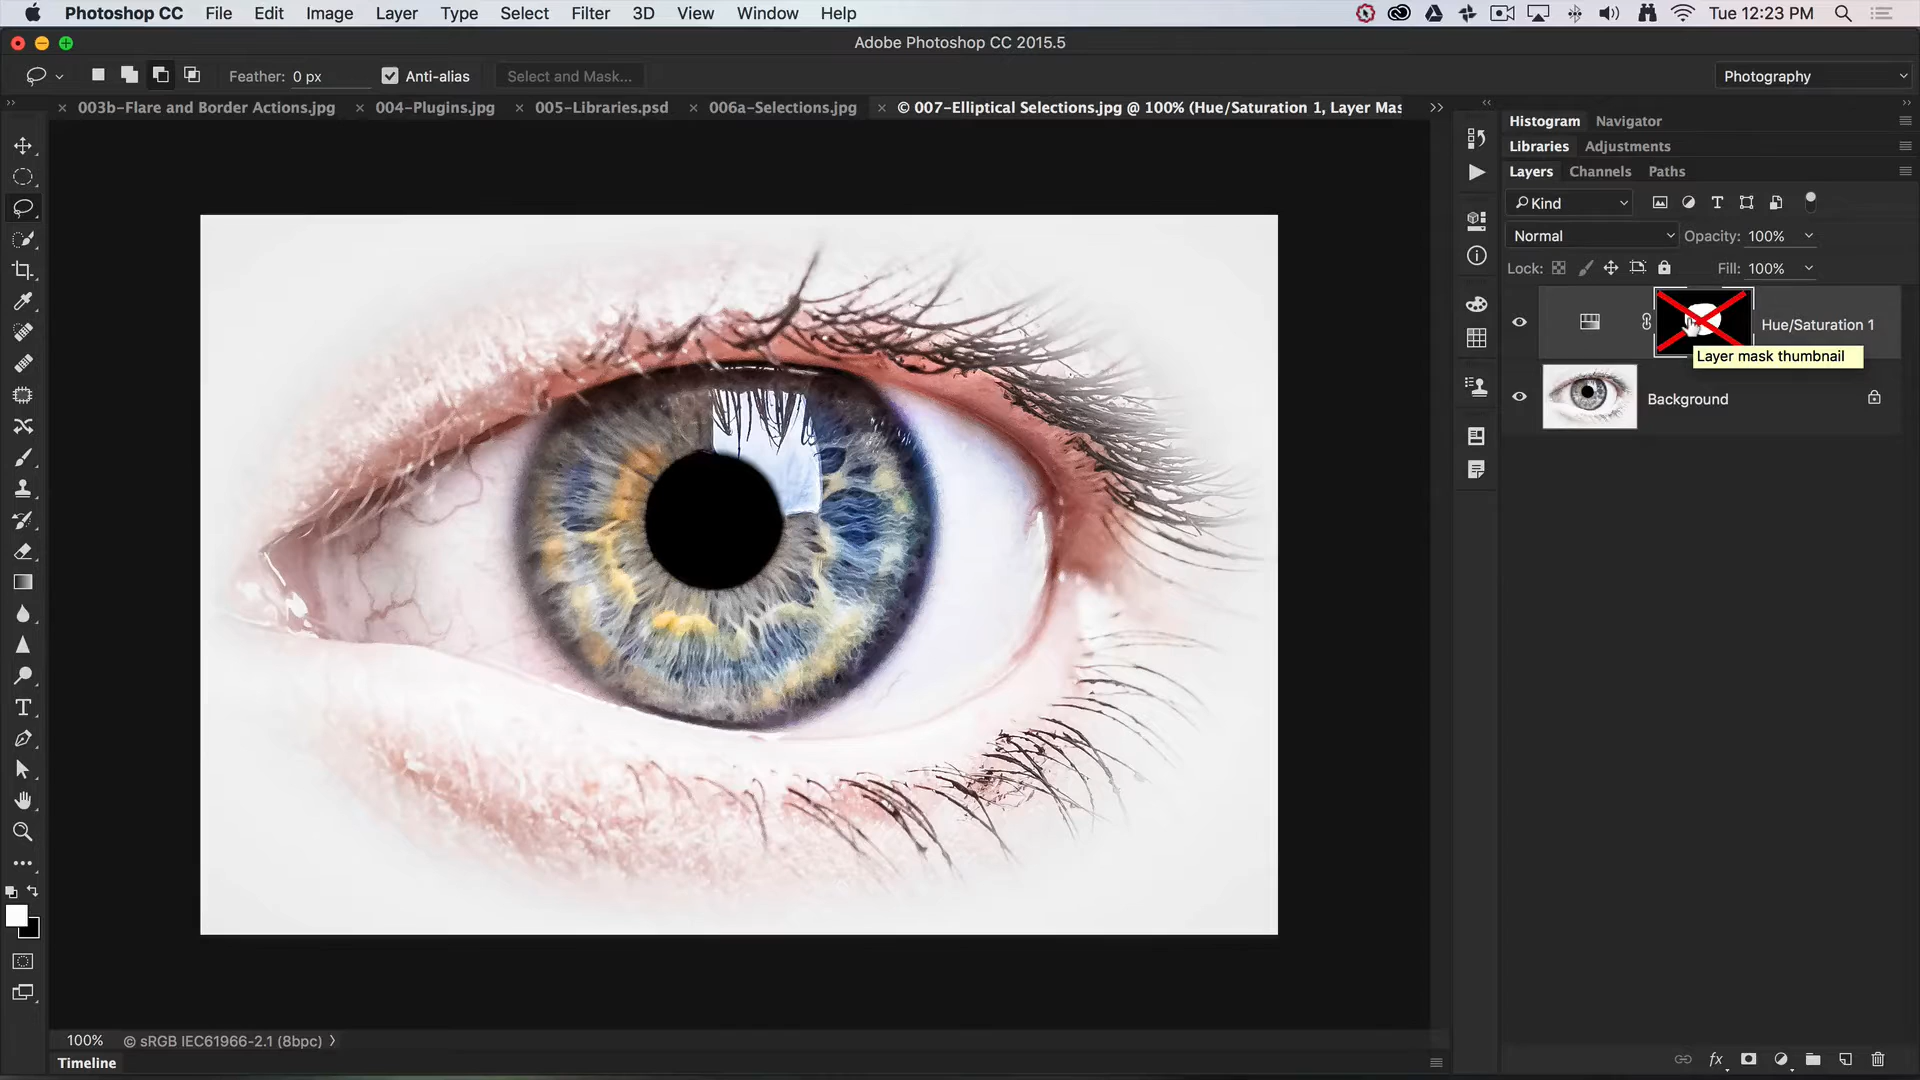 Photoshop CC File Edit Image Layer Type Select Filter 3D View Window Help Tue 12:23 PM
Adobe Photoshop CC 2015.5
Feather: 0 px Anti-alias Select and Mask... Photography
003b-Flare and Border Actions.jpg 004-Plugins.jpg 005-Libraries.psd 006a-Selections.jpg © 007-Elliptical Selections.jpg @ 100% (Hue/Saturation 1, Layer Mas
Histogram Navigator
Libraries Adjustments
Layers Channels Paths
Kind
Normal Opacity: 100%
Lock: Fill: 100%
Hue/Saturation 1
Layer mask thumbnail
Background
100% © sRGB IEC61966-2.1 (8bpc)
Timeline
fx